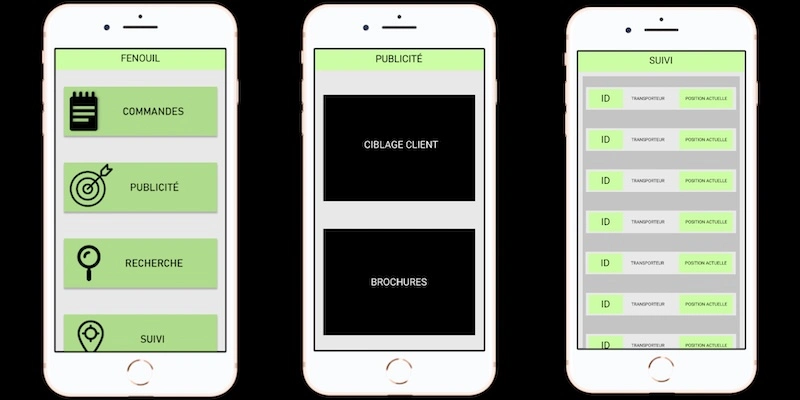 FENOUIL
COMMANDES
PUBLICITÉ
RECHERCHE
SUIVI
PUBLICITÉ
CIBLAGE CLIENT
BROCHURES
SUIVI
ID TRANSPORTEUR POSITION ACTUELLE
ID TRANSPORTEUR POSITION ACTUELLE
ID TRANSPORTEUR POSITION ACTUELLE
ID TRANSPORTEUR POSITION ACTUELLE
ID TRANSPORTEUR POSITION ACTUELLE
ID TRANSPORTEUR POSITION ACTUELLE
ID TRANSPORTEUR POSITION ACTUELLE